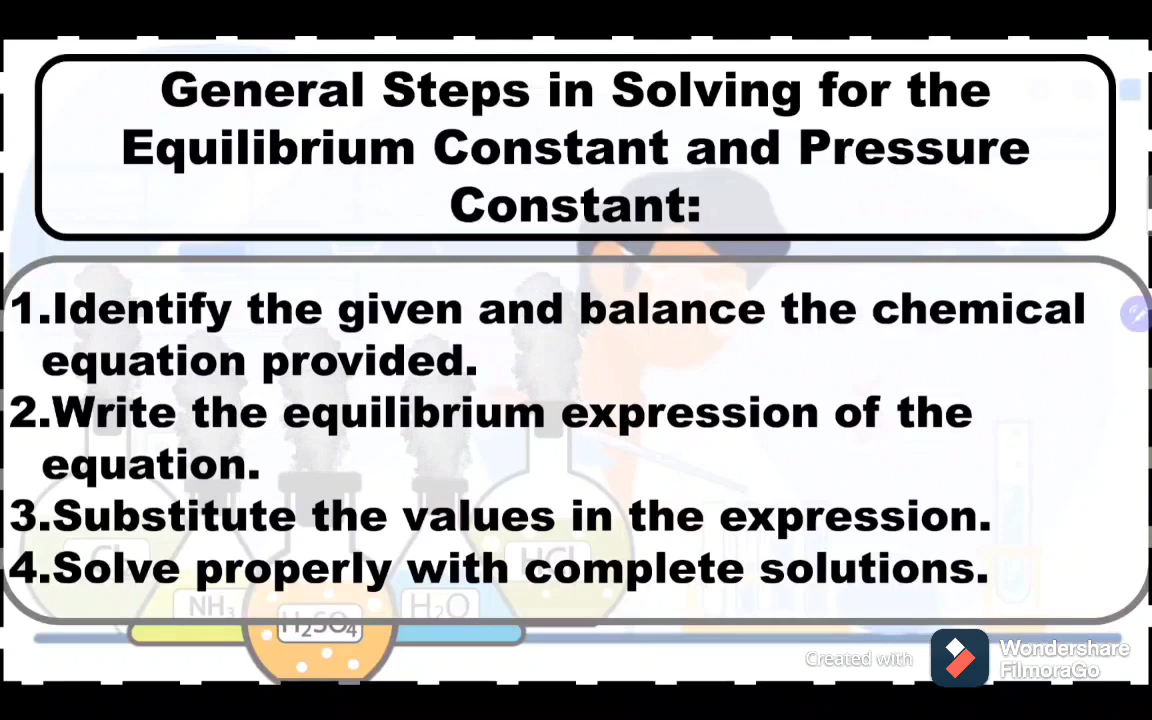 General Steps in Solving for the
Equilibrium Constant and Pressure
Constant:
1.Identify the given and balance the chemical
equation provided.
2.Write the equilibrium expression of the
equation.
3.Substitute the values in the expression.
4.Solve properly with complete solutions.
Cl
HCl
NH₃
H₂SO₄
H₂O
Created with
Wondershare
FilmoraGo